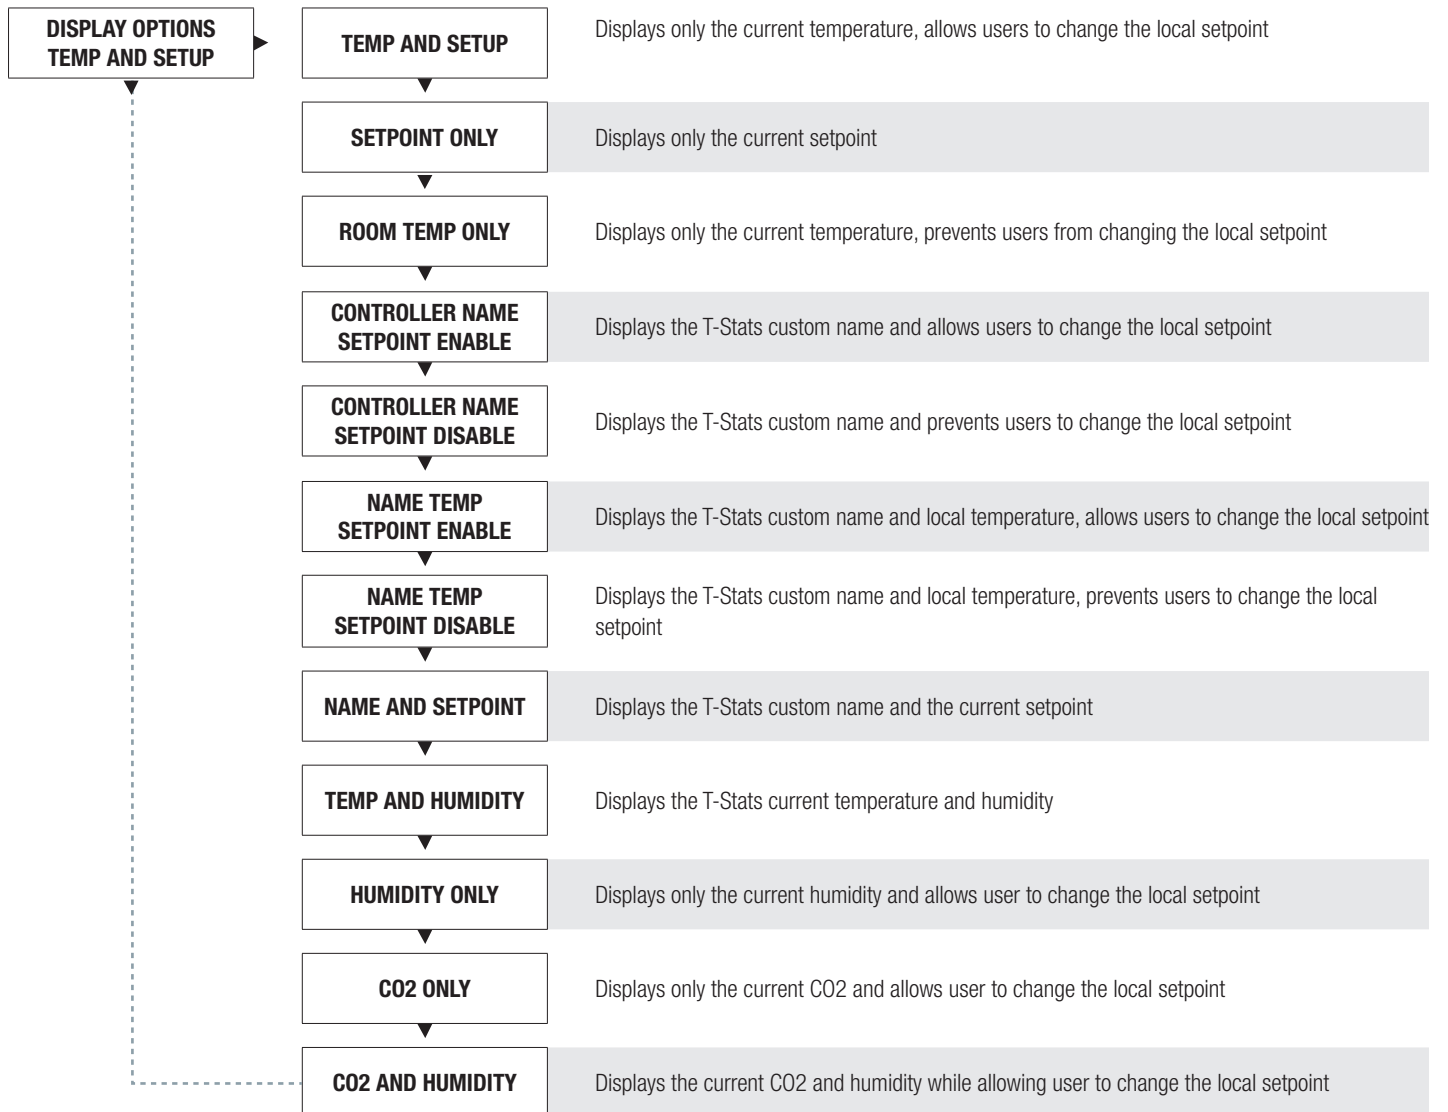 DISPLAY OPTIONS
TEMP AND SETUP
TEMP AND SETUP
Displays only the current temperature, allows users to change the local setpoint
SETPOINT ONLY
Displays only the current setpoint
ROOM TEMP ONLY
Displays only the current temperature, prevents users from changing the local setpoint
CONTROLLER NAME
SETPOINT ENABLE
Displays the T-Stats custom name and allows users to change the local setpoint
CONTROLLER NAME
SETPOINT DISABLE
Displays the T-Stats custom name and prevents users to change the local setpoint
NAME TEMP
SETPOINT ENABLE
Displays the T-Stats custom name and local temperature, allows users to change the local setpoint
NAME TEMP
SETPOINT DISABLE
Displays the T-Stats custom name and local temperature, prevents users to change the local
setpoint
NAME AND SETPOINT
Displays the T-Stats custom name and the current setpoint
TEMP AND HUMIDITY
Displays the T-Stats current temperature and humidity
HUMIDITY ONLY
Displays only the current humidity and allows user to change the local setpoint
CO2 ONLY
Displays only the current CO2 and allows user to change the local setpoint
CO2 AND HUMIDITY
Displays the current CO2 and humidity while allowing user to change the local setpoint